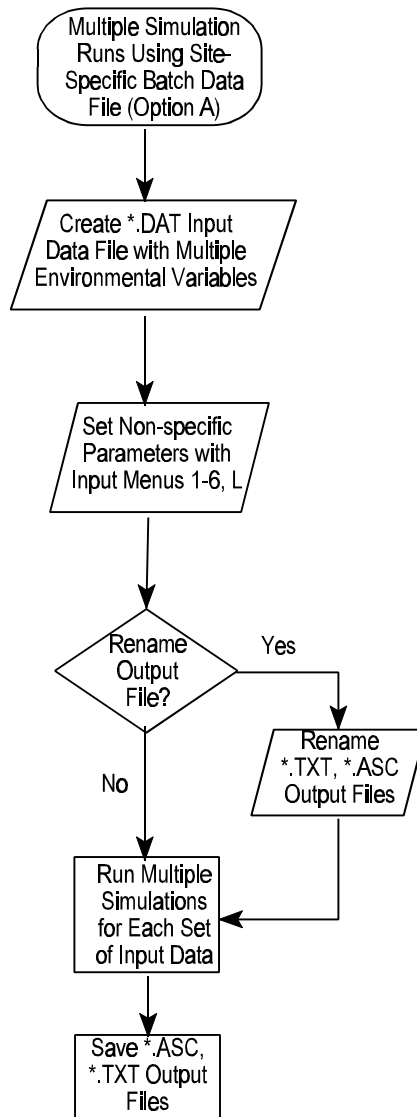 Multiple Simulation
Runs Using Site-
Specific Batch Data
File (Option A)
Create *.DAT Input
Data File with Multiple
Environmental Variables
Set Non-specific
Parameters with
Input Menus 1-6, L
Rename
Output
File?
Yes
No
Rename
*.TXT, *.ASC
Output Files
Run Multiple
Simulations
for Each Set
of Input Data
Save *.ASC,
*.TXT Output
Files